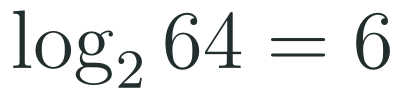 log₂ 64 = 6